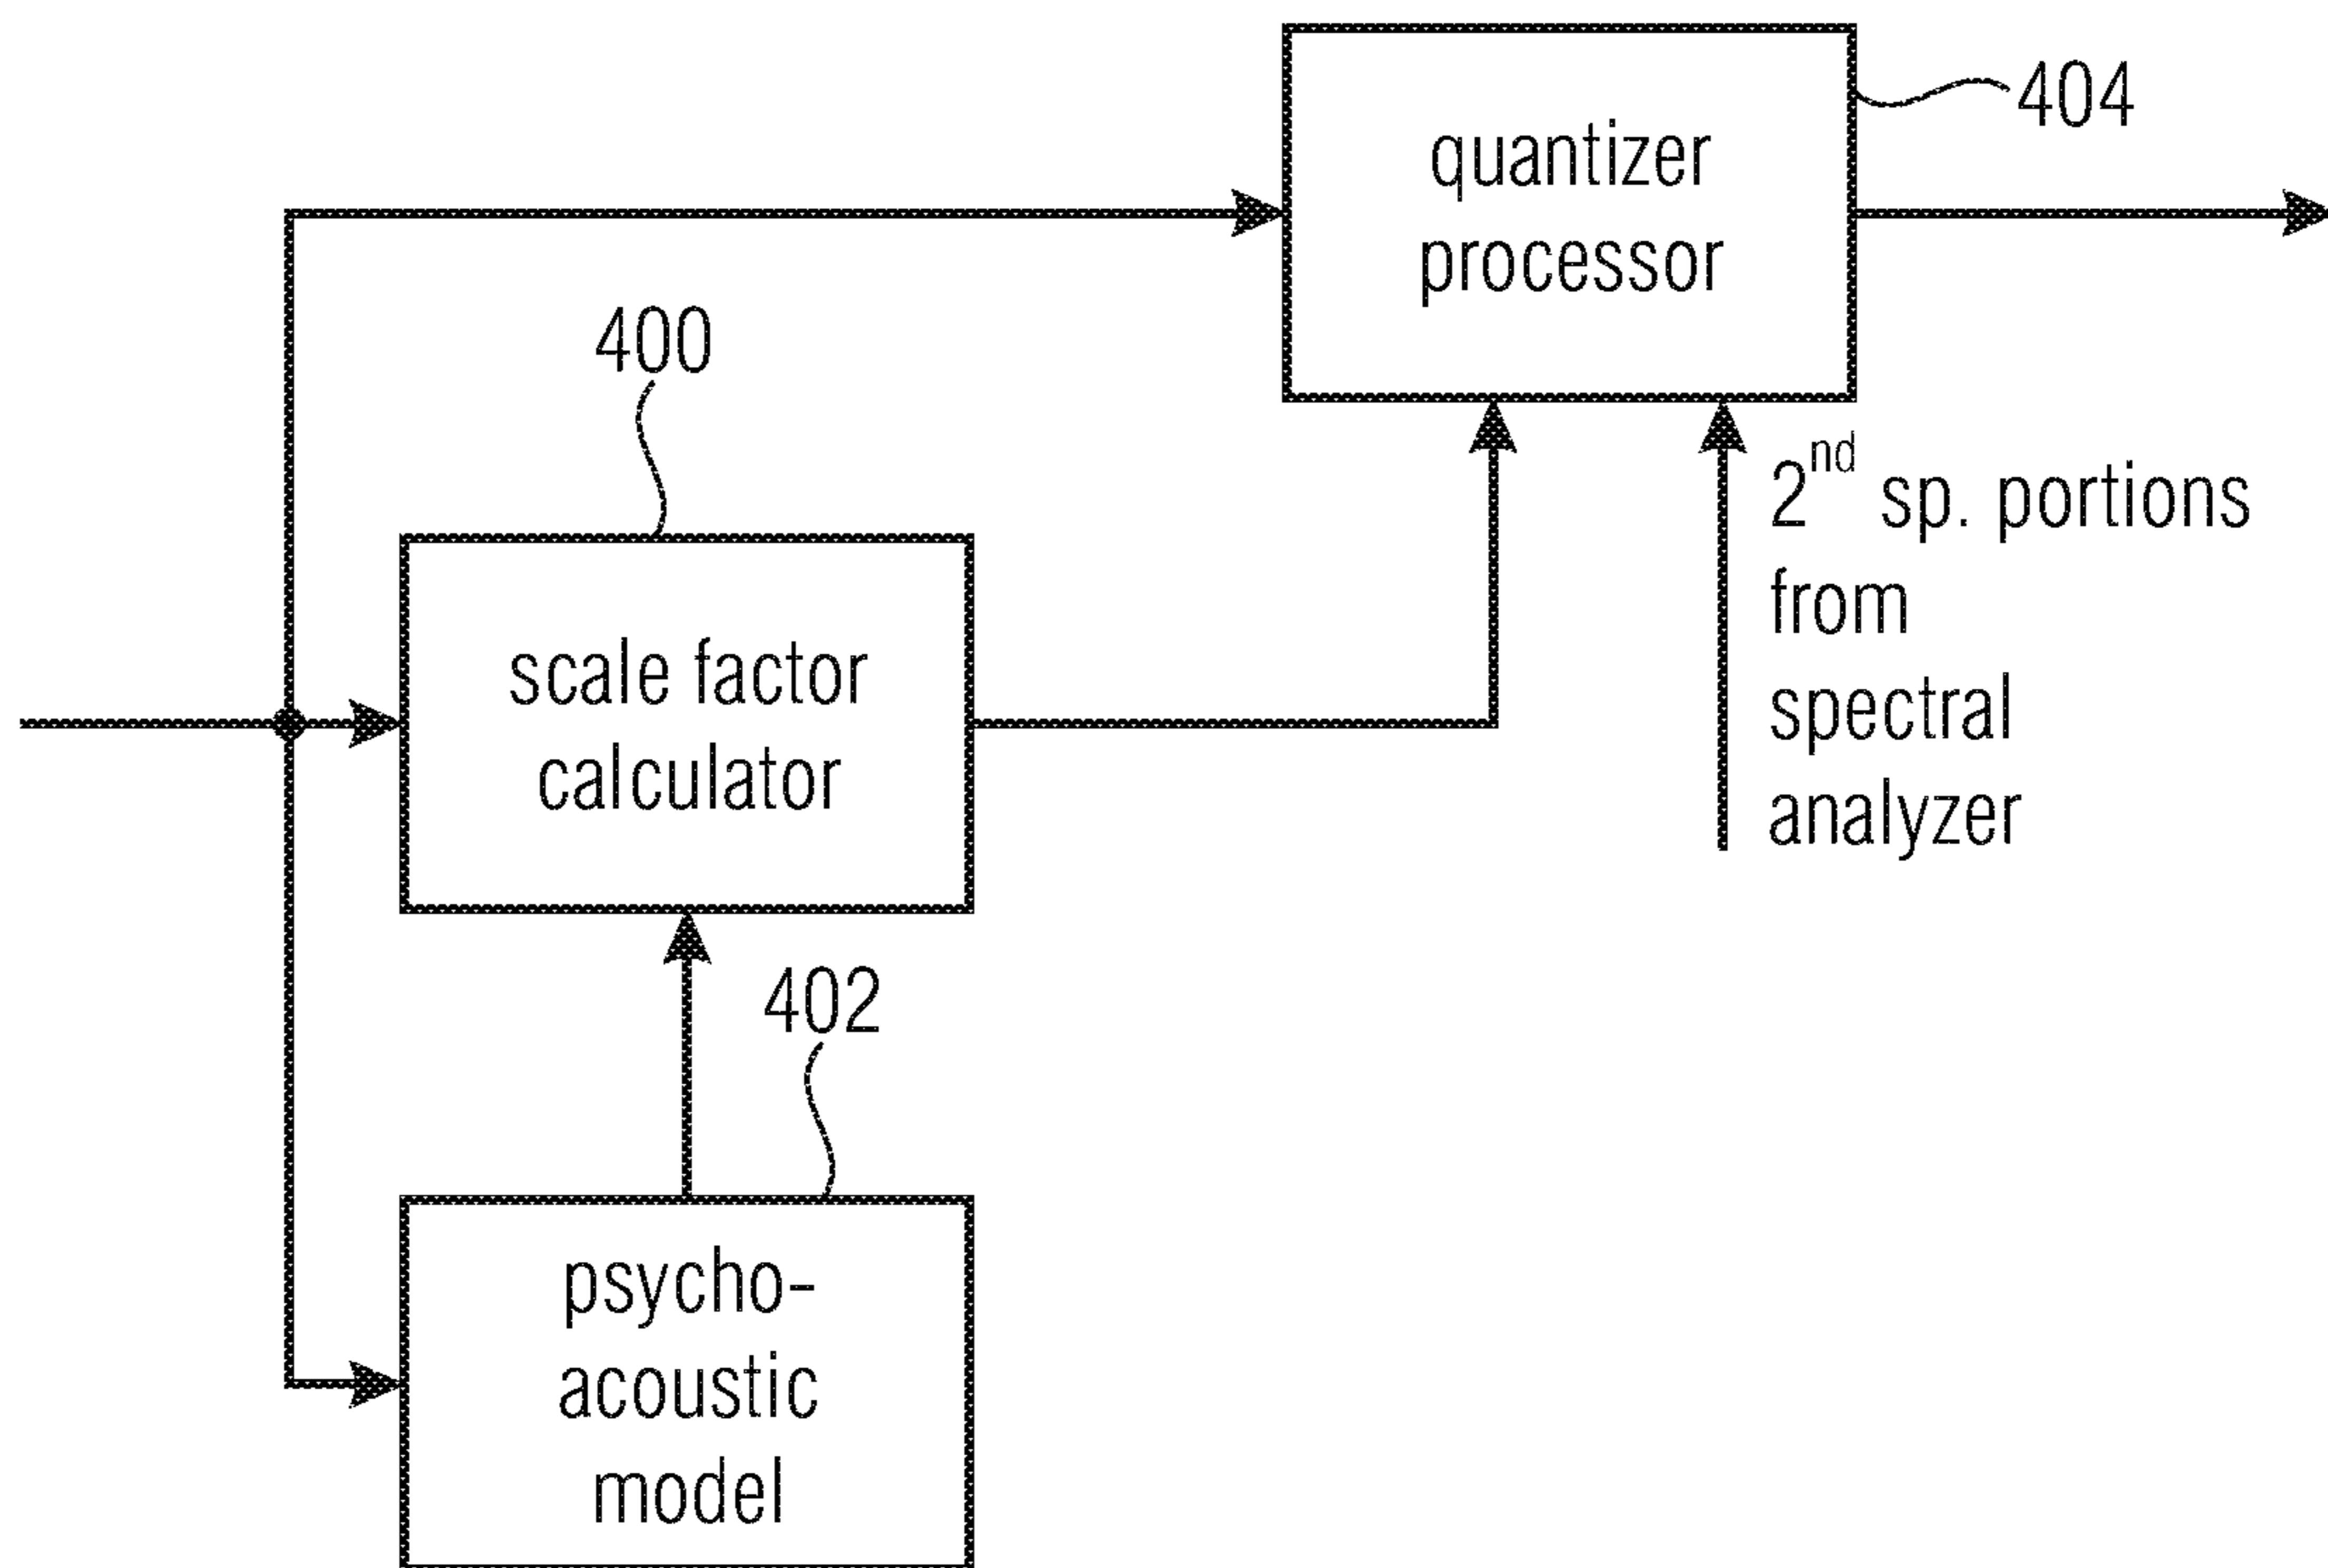 quantizer
processor
404
400
2nd sp. portions
from
spectral
analyzer
scale factor
calculator
402
psycho-
acoustic
model